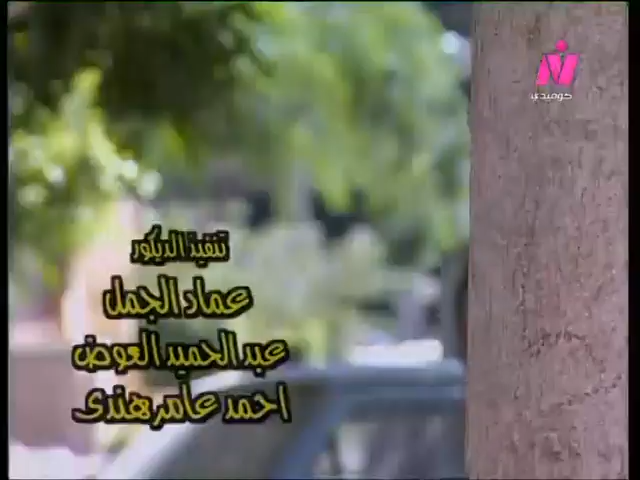 كوميدي
تنفيذ الديكور
عماد الجمل
عبد الحميد العوض
احمد عامر هندى